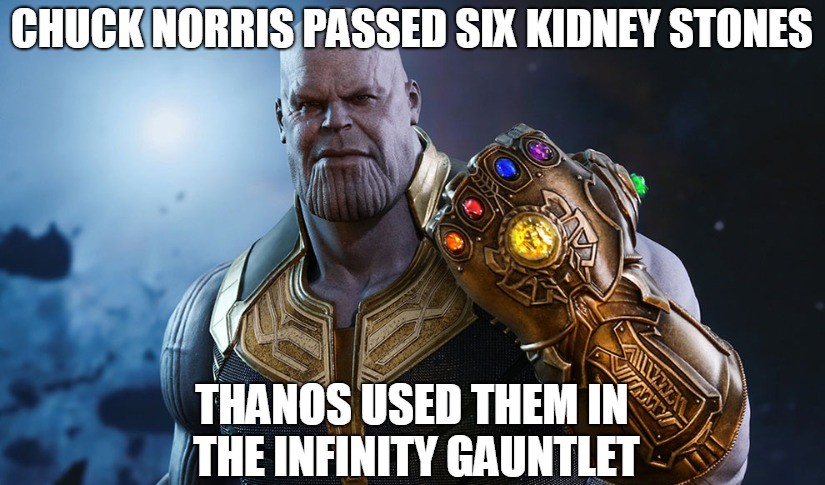 CHUCK NORRIS PASSED SIX KIDNEY STONES
THANOS USED THEM IN
THE INFINITY GAUNTLET